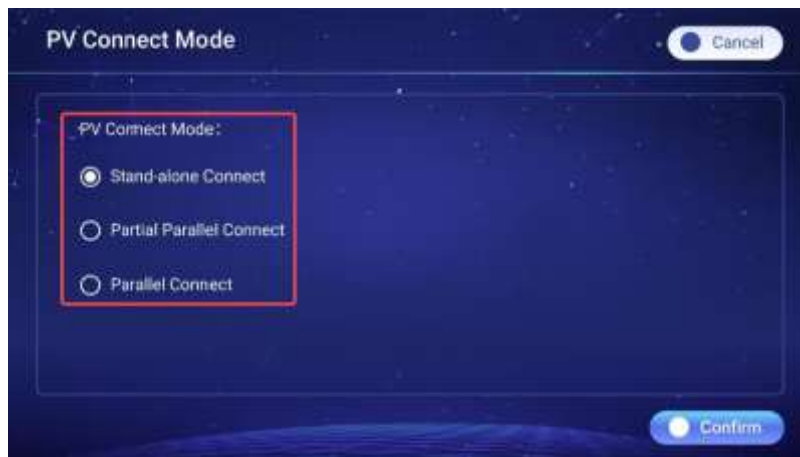 PV Connect Mode
Cancel
PV Connect Mode:
Stand-alone Connect
Partial Parallel Connect
Parallel Connect
Confirm